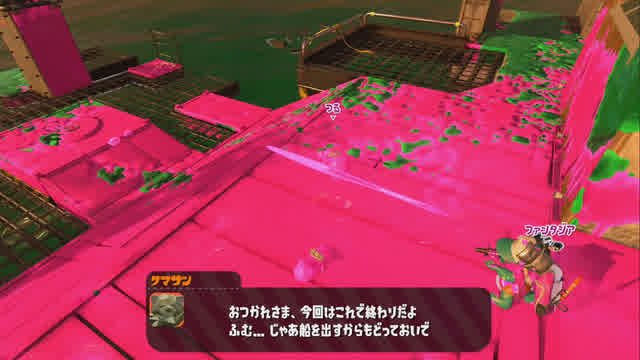 つる
ファンタジア
クマサン
おつかれさま、今回はこれで終わりだよ
ふむ... じゃあ船を出すからもどっておいで